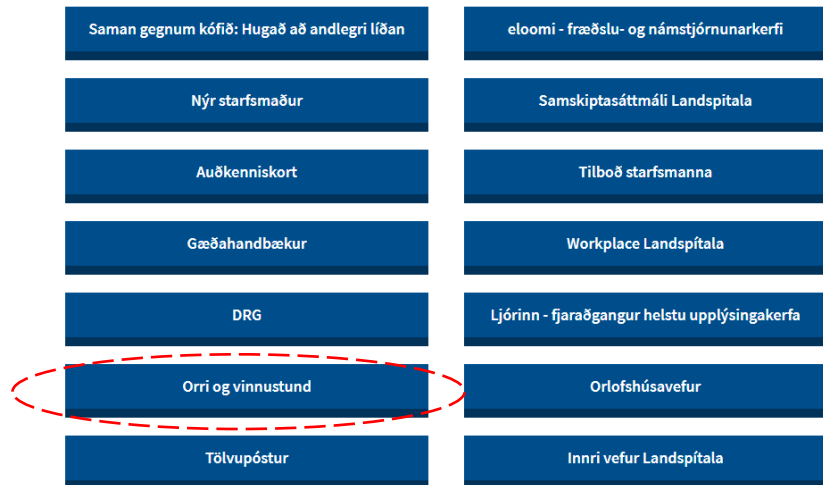 Saman gegnum kófið: Hugað að andlegri líðan
eloomi - fræðslu- og námstjórnunarkerfi
Nýr starfsmaður
Samskiptasáttmáli Landspitala
Auðkenniskort
Tilboð starfsmanna
Gæðahandbækur
Workplace Landspítala
DRG
Ljórinn - fjaraðgangur helstu upplýsingakerfa
Orri og vinnustund
Orlofshúsavefur
Tölvupóstur
Innri vefur Landspítala